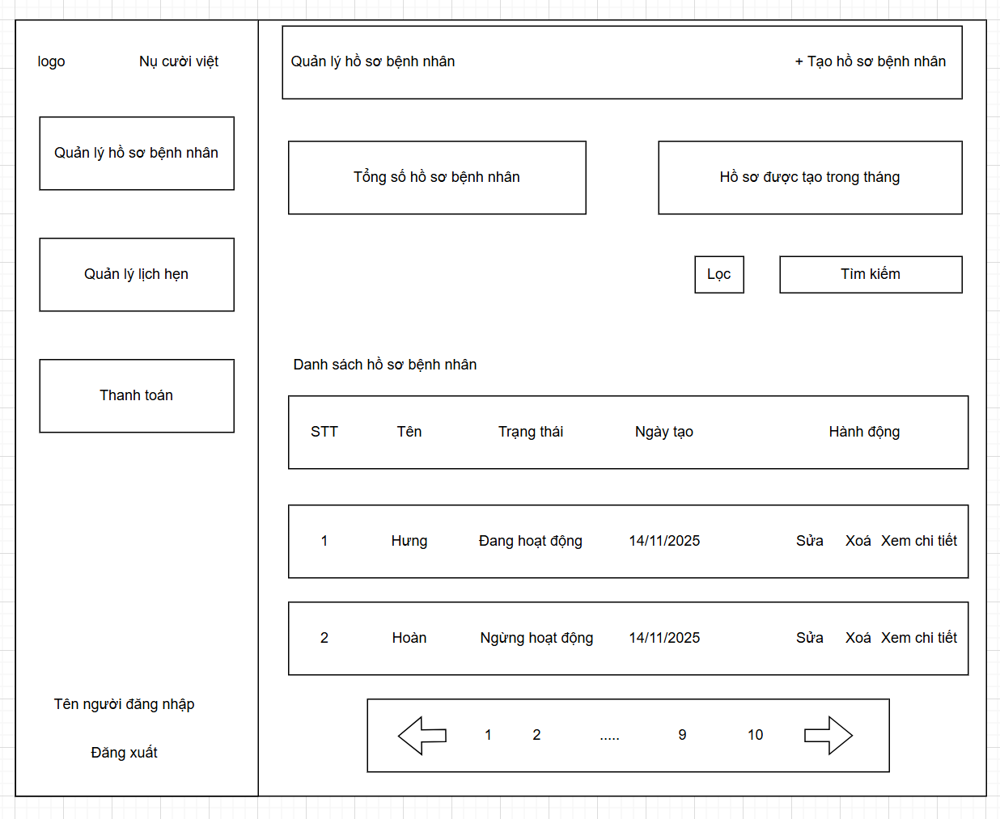 logo
Nụ cười việt
Quản lý hồ sơ bệnh nhân
Quản lý lịch hẹn
Thanh toán
Tên người đăng nhập
Đăng xuất
Quản lý hồ sơ bệnh nhân
+ Tạo hồ sơ bệnh nhân
Tổng số hồ sơ bệnh nhân
Hồ sơ được tạo trong tháng
Lọc
Tìm kiếm
Danh sách hồ sơ bệnh nhân
STT Tên Trạng thái Ngày tạo Hành động
1 Hưng Đang hoạt động 14/11/2025 Sửa Xoá Xem chi tiết
2 Hoàn Ngừng hoạt động 14/11/2025 Sửa Xoá Xem chi tiết
1 2 ..... 9 10